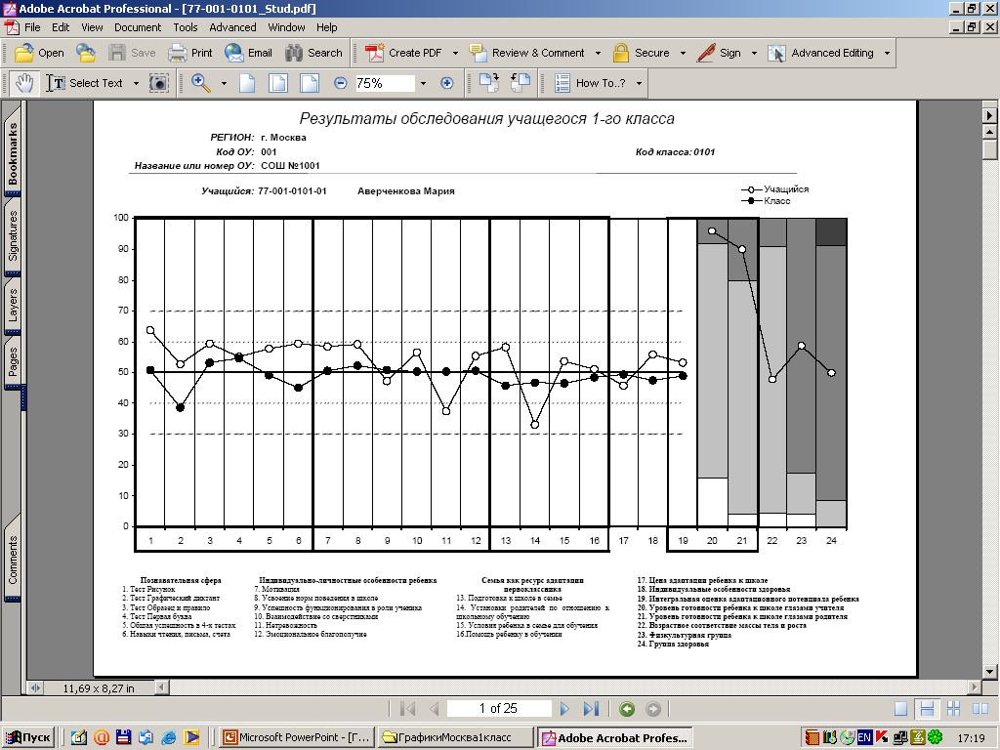 Adobe Acrobat Professional - [77-001-0101_Stud.pdf]
File Edit View Document Tools Advanced Window Help
Open Save Print Email Search Create PDF Review & Comment Secure Sign Advanced Editing
Select Text 75% How To..?
Bookmarks
Signatures
Layers
Pages
Comments
Результаты обследования учащегося 1-го класса
РЕГИОН: г. Москва
Код ОУ: 001 Код класса: 0101
Название или номер ОУ: СОШ №1001
Учащийся: 77-001-0101-01 Аверченкова Мария
Учащийся
Класс
100
90
80
70
60
50
40
30
20
10
0
1 2 3 4 5 6 7 8 9 10 11 12 13 14 15 16 17 18 19 20 21 22 23 24
Познавательная сфера
1. Тест Рисунок
2. Тест Графический диктант
3. Тест Образец и правило
4. Тест Первая буква
5. Общая успешность в 4-х тестах
6. Навыки чтения, письма, счета
Индивидуально-личностные особенности ребенка
7. Мотивация
8. Усвоение норм поведения в школе
9. Успешность функционирования в роли ученика
10. Взаимодействие со сверстниками
11. Нетревожность
12. Эмоциональное благополучие
Семья как ресурс адаптации
первоклассника
13. Подготовка к школе в семье
14. Установки родителей по отношению к
школьному обучению
15. Условия ребенка в семье для обучения
16.Помощь ребенку в обучении
17. Цена адаптации ребенка к школе
18. Индивидуальные особенности здоровья
19. Интегральная оценка адаптационного потенциала ребенка
20. Уровень готовности ребенка к школе глазами учителя
21. Уровень готовности ребенка к школе глазами родителя
22. Возрастное соответствие массы тела и роста
23. Физкультурная группа
24. Группа здоровья
11,69 x 8,27 in
1 of 25
Пуск Microsoft PowerPoint - [Г... ГрафикиМосква1класс Adobe Acrobat Profes... EN 17:19